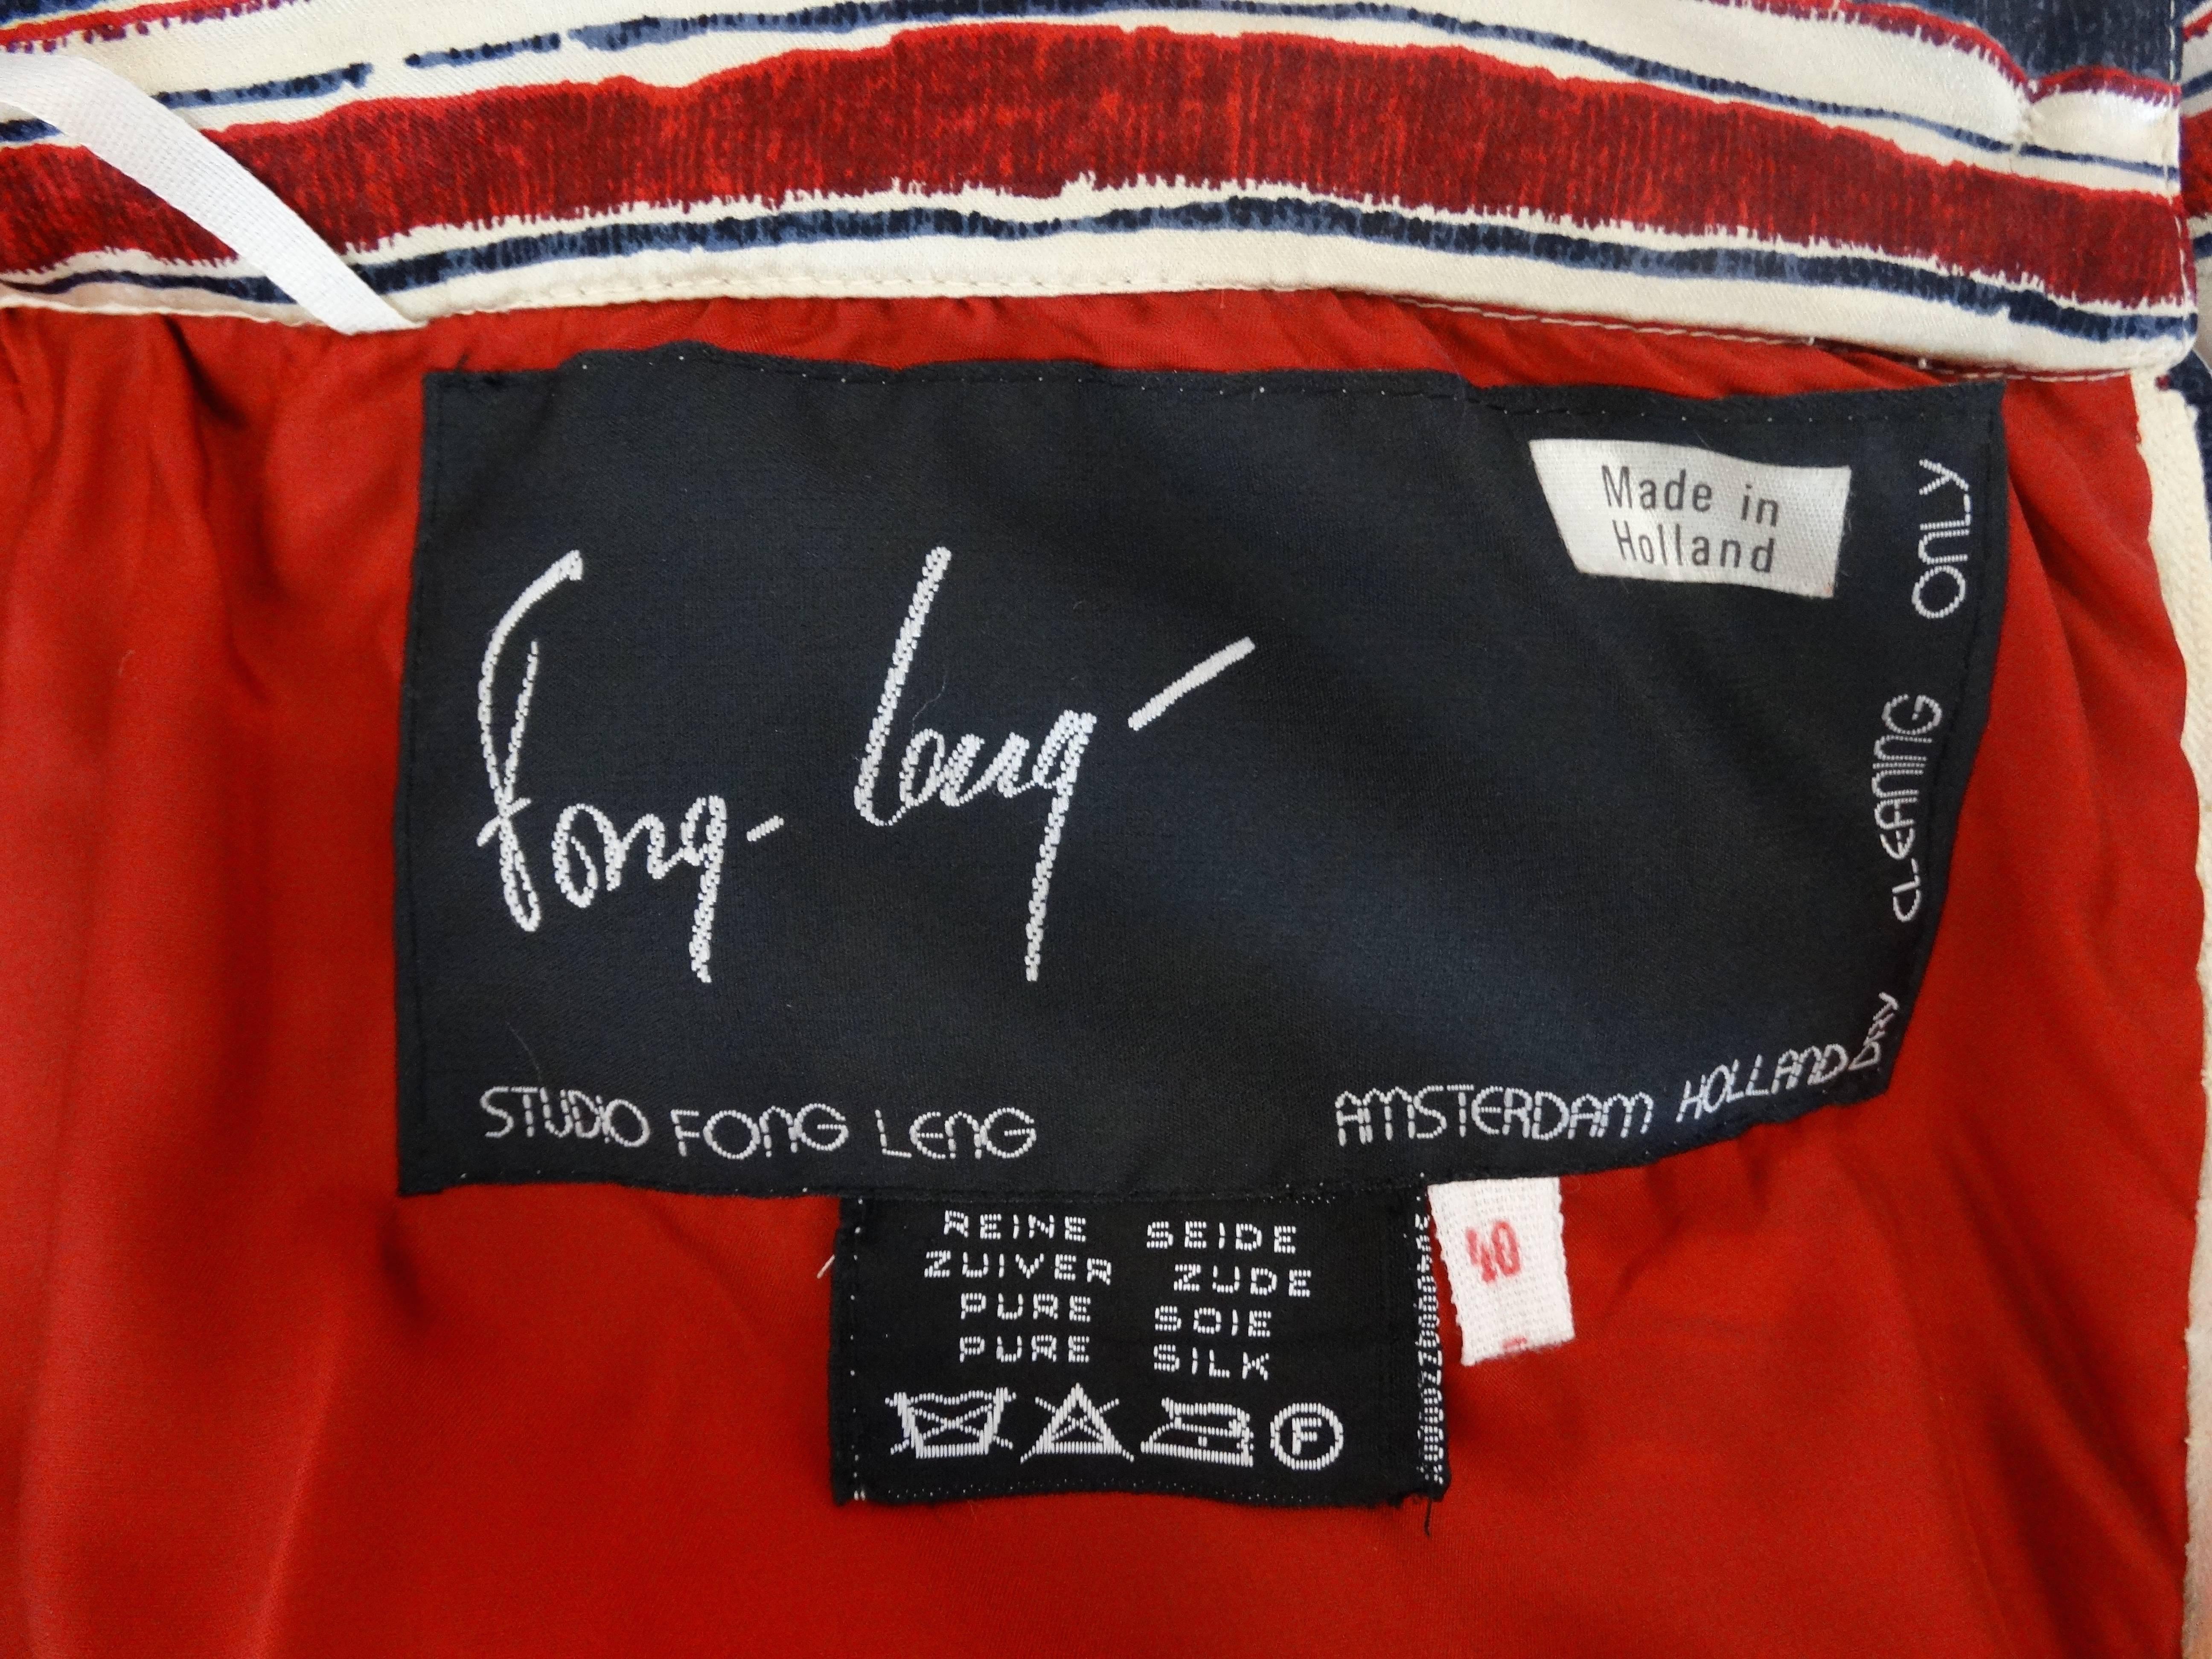 Made in
Holland
Fong-Leng-
STUDIO FONG LENG
AMSTERDAM HOLLAND
DRY CLEANING ONLY
REINE SEIDE
ZUIVER ZIJDE
PURE SOIE
PURE SILK
F
40